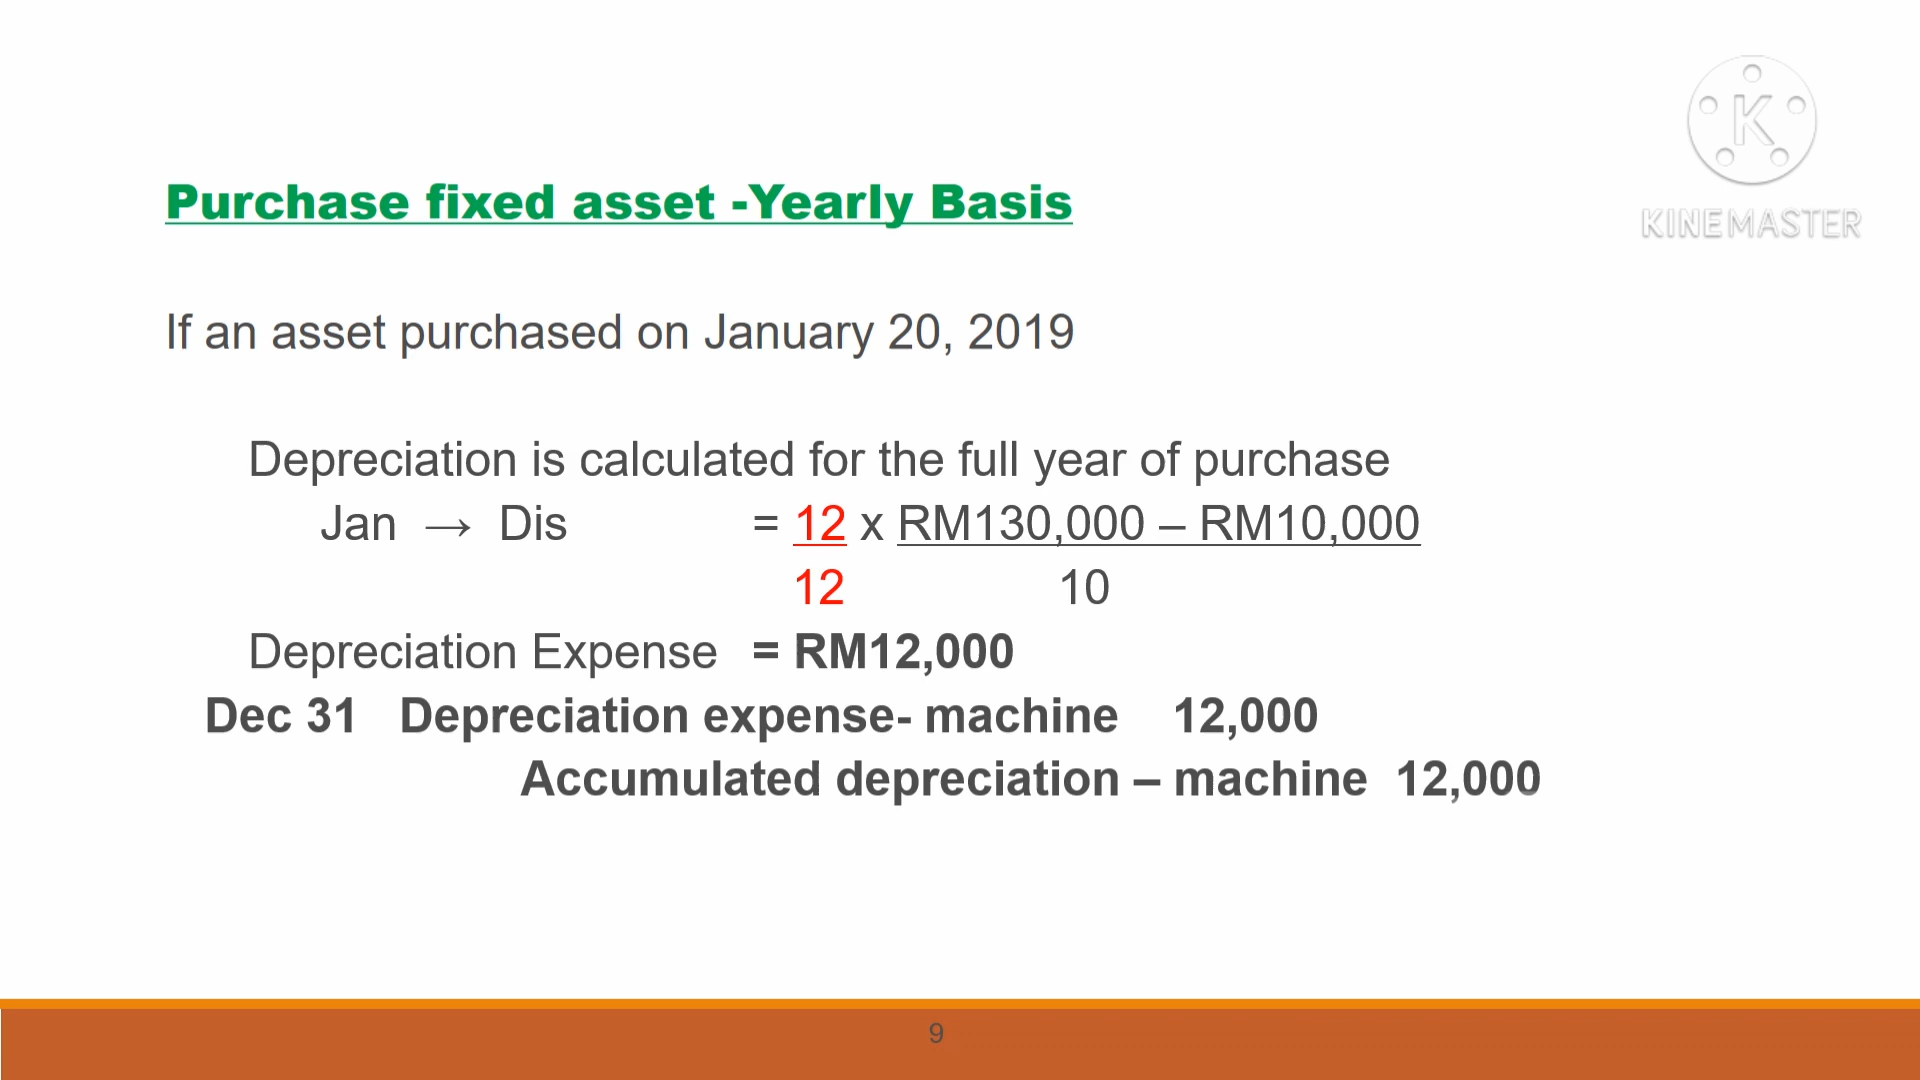 K
KINEMASTER
Purchase fixed asset -Yearly Basis
If an asset purchased on January 20, 2019
Depreciation is calculated for the full year of purchase
Jan → Dis = 12 x RM130,000 – RM10,000
12 10
Depreciation Expense = RM12,000
Dec 31 Depreciation expense- machine 12,000
Accumulated depreciation – machine 12,000
9